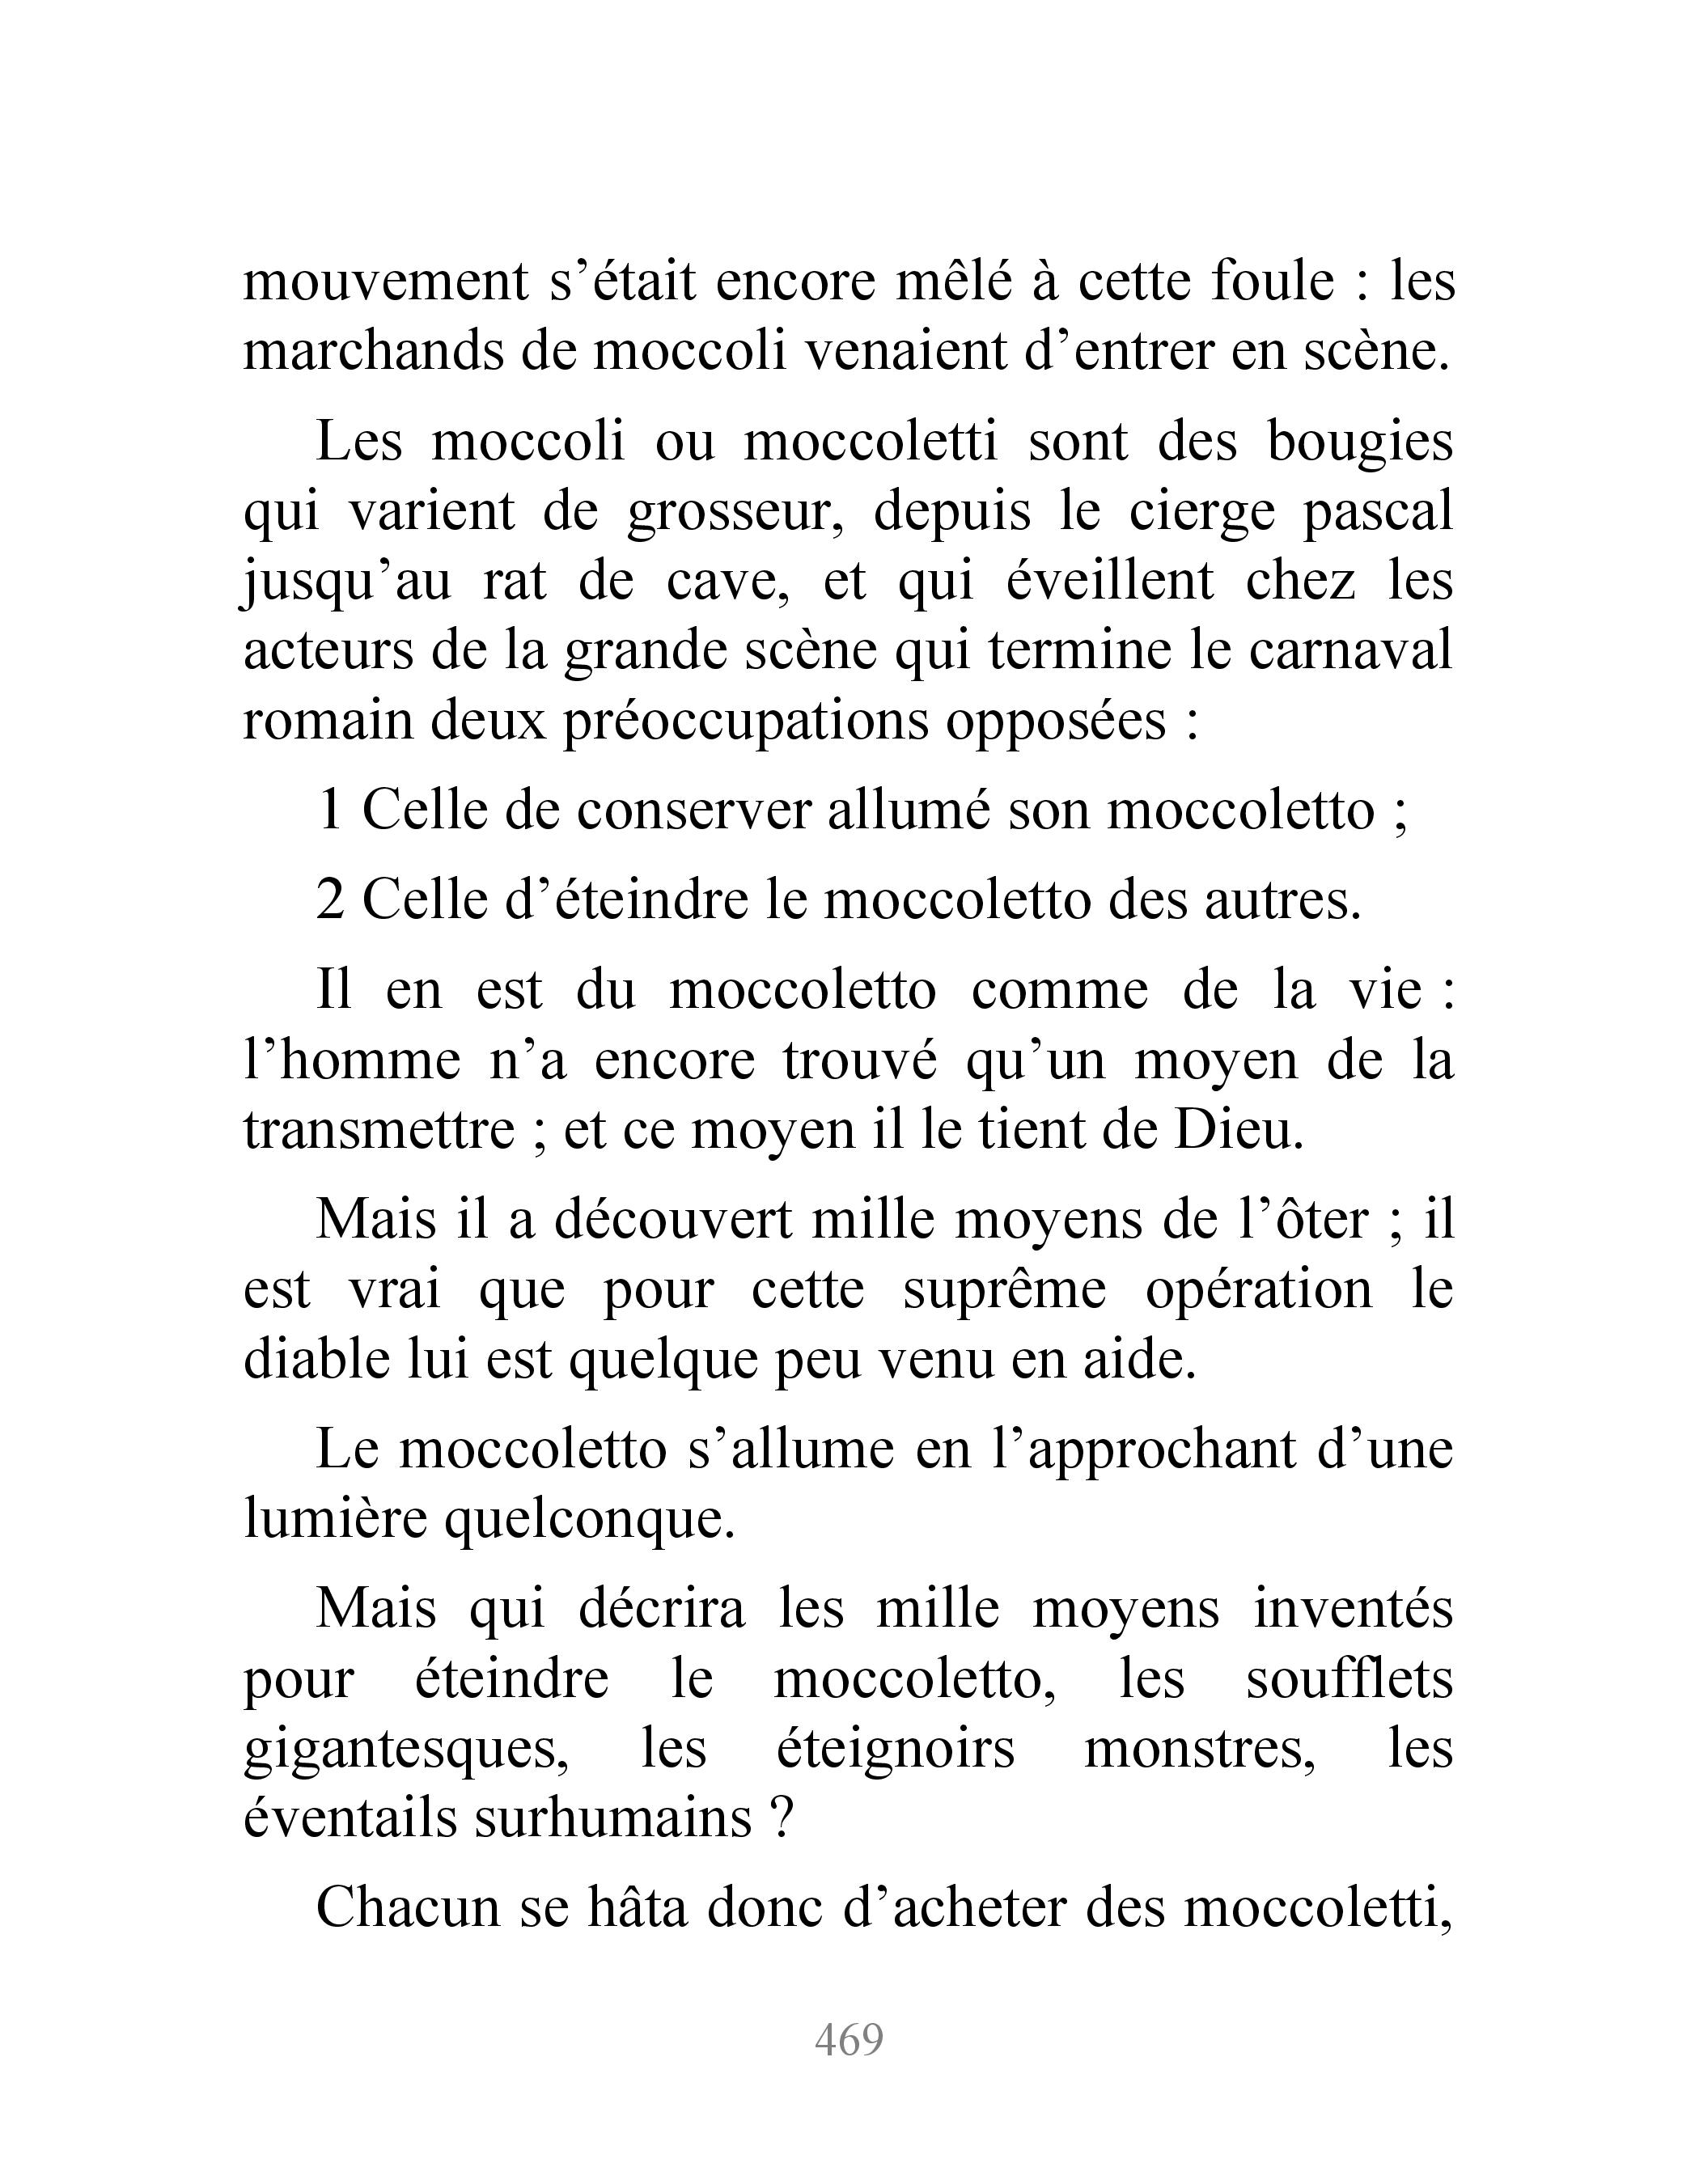 mouvement s’était encore mêlé à cette foule : les
marchands de moccoli venaient d’entrer en scène.
Les moccoli ou moccoletti sont des bougies
qui varient de grosseur, depuis le cierge pascal
jusqu’au rat de cave, et qui éveillent chez les
acteurs de la grande scène qui termine le carnaval
romain deux préoccupations opposées :
1 Celle de conserver allumé son moccoletto ;
2 Celle d’éteindre le moccoletto des autres.
Il en est du moccoletto comme de la vie :
l’homme n’a encore trouvé qu’un moyen de la
transmettre ; et ce moyen il le tient de Dieu.
Mais il a découvert mille moyens de l’ôter ; il
est vrai que pour cette suprême opération le
diable lui est quelque peu venu en aide.
Le moccoletto s’allume en l’approchant d’une
lumière quelconque.
Mais qui décrira les mille moyens inventés
pour éteindre le moccoletto, les soufflets
gigantesques, les éteignoirs monstres, les
éventails surhumains ?
Chacun se hâta donc d’acheter des moccoletti,
469